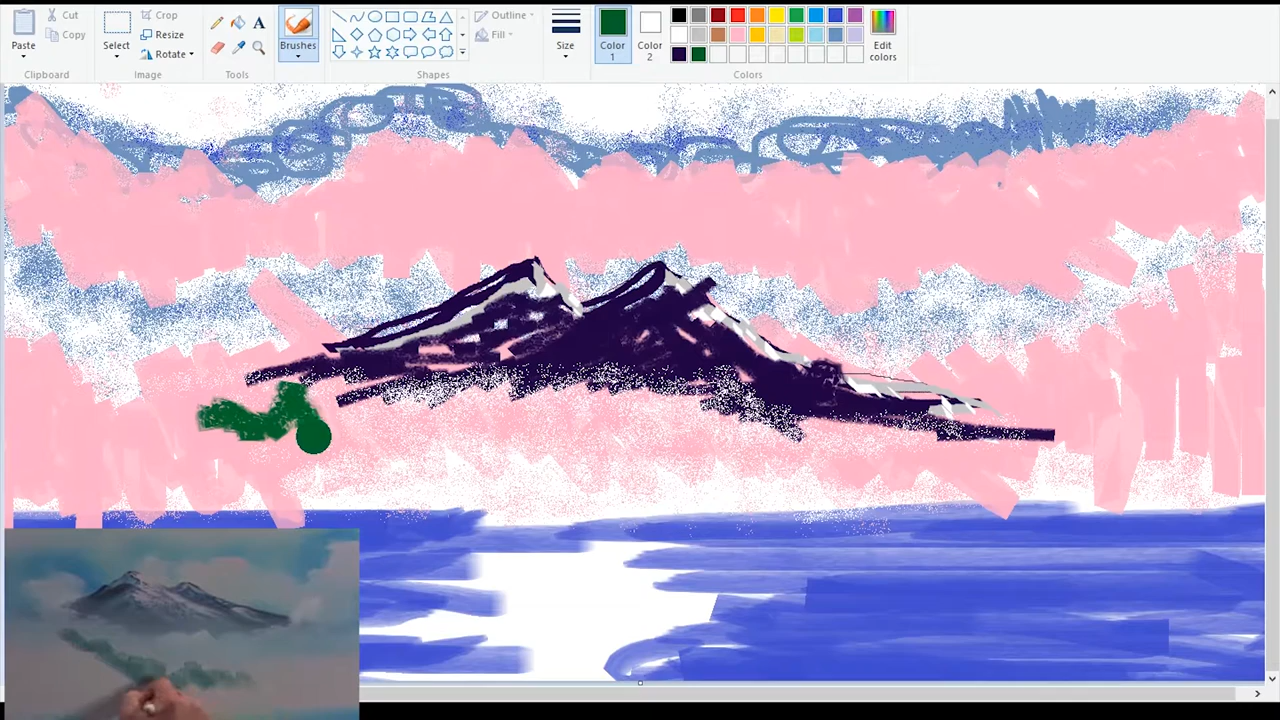 Cut
Copy
Paste
Clipboard
Crop
Resize
Rotate
Select
Image
A
Tools
Brushes
Outline
Fill
Shapes
Size
Color
1
Color
2
Edit
colors
Colors